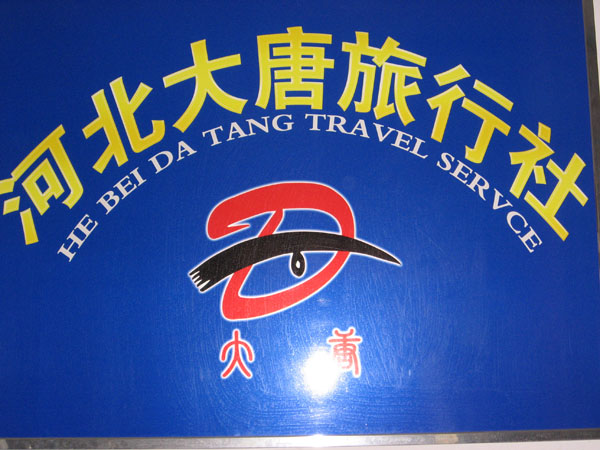 河北大唐旅行社
HE BEI DA TANG TRAVEL SERVCE
大唐